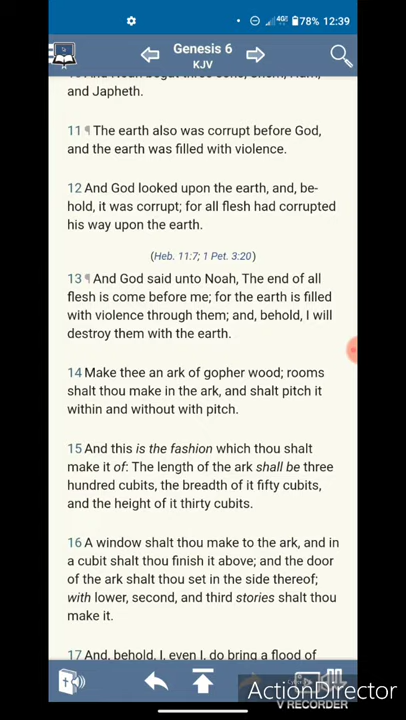 4G 78% 12:39
Genesis 6
KJV
and Japheth.
11 ¶ The earth also was corrupt before God,
and the earth was filled with violence.
12 And God looked upon the earth, and, be-
hold, it was corrupt; for all flesh had corrupted
his way upon the earth.
(Heb. 11:7; 1 Pet. 3:20)
13 ¶ And God said unto Noah, The end of all
flesh is come before me; for the earth is filled
with violence through them; and, behold, I will
destroy them with the earth.
14 Make thee an ark of gopher wood; rooms
shalt thou make in the ark, and shalt pitch it
within and without with pitch.
15 And this is the fashion which thou shalt
make it of: The length of the ark shall be three
hundred cubits, the breadth of it fifty cubits,
and the height of it thirty cubits.
16 A window shalt thou make to the ark, and in
a cubit shalt thou finish it above; and the door
of the ark shalt thou set in the side thereof;
with lower, second, and third stories shalt thou
make it.
17 And, behold, I, even I, do bring a flood of
ActionDirector
V RECORDER